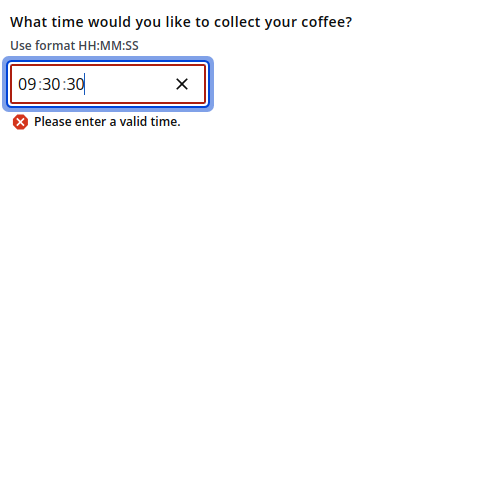 What time would you like to collect your coffee?
Use format HH:MM:SS
09:30:30
Please enter a valid time.